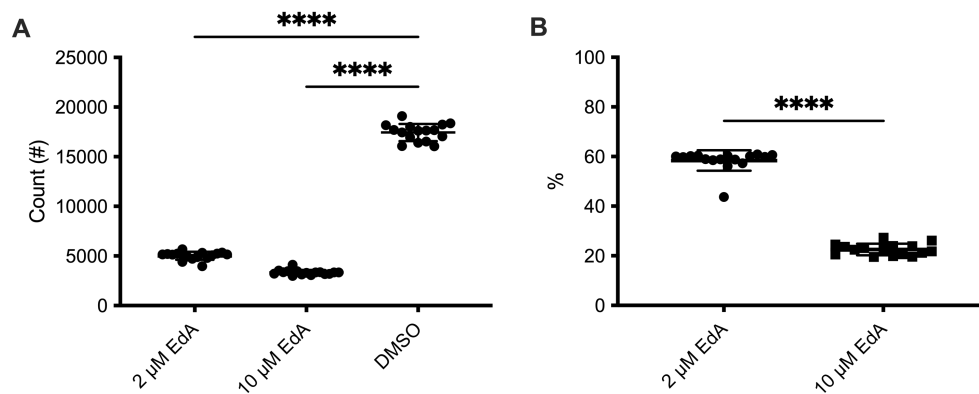 A
****
****
25000
20000
15000
10000
5000
0
Count (#)
2 µM EdA
10 µM EdA
DMSO
B
****
100
80
60
40
20
0
%
2 µM EdA
10 µM EdA